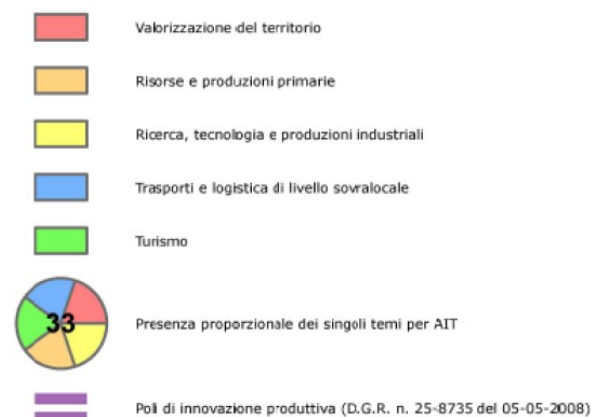 Valorizzazione del territorio
Risorse e produzioni primarie
Ricerca, tecnologia e produzioni industriali
Trasporti e logistica di livello sovralocale
Turismo
33
Presenza proporzionale dei singoli temi per AIT
Poli di innovazione produttiva (D.G.R. n. 25-8735 del 05-05-2008)